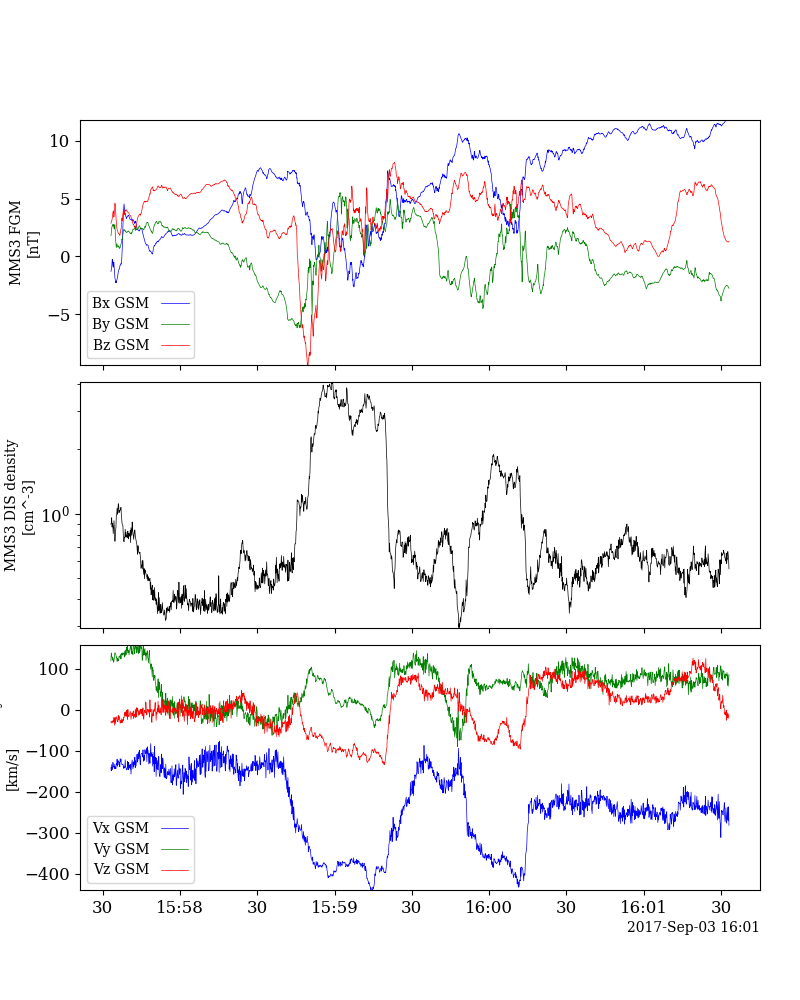 10
5
0
−5
MMS3 FGM
[nT]
Bx GSM
By GSM
Bz GSM
10^0
MMS3 DIS density
[cm^-3]
100
0
−100
−200
−300
−400
[km/s]
Vx GSM
Vy GSM
Vz GSM
30 15:58 30 15:59 30 16:00 30 16:01 30
2017-Sep-03 16:01